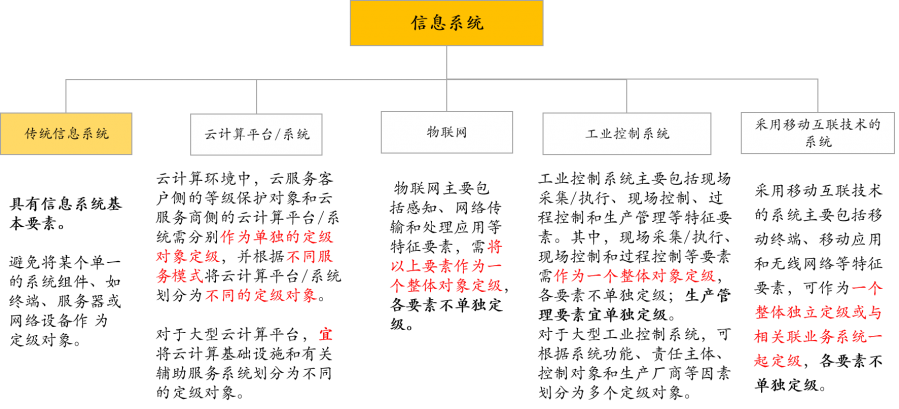 信息系统
传统信息系统
云计算平台/系统
物联网
工业控制系统
采用移动互联技术的
系统
具有信息系统基
本要素。
避免将某个单一
的系统组件、如
终端、服务器或
网络设备作 为
定级对象。
云计算环境中，云服务客
户侧的等级保护对象和云
服务商侧的云计算平台/系
统需分别作为单独的定级
对象定级，并根据不同服
务模式将云计算平台/系统
划分为不同的定级对象。
对于大型云计算平台，宜
将云计算基础设施和有关
辅助服务系统划分为不同
的定级对象。
物联网主要包
括感知、网络传
输和处理应用等
特征要素，需将
以上要素作为一
个整体对象定级，
各要素不单独定
级。
工业控制系统主要包括现场
采集/执行、现场控制、过
程控制和生产管理等特征要
素。其中，现场采集/执行、
现场控制和过程控制等要素
需作为一个整体对象定级，
各要素不单独定级；生产管
理要素宜单独定级。
对于大型工业控制系统，可
根据系统功能、责任主体、
控制对象和生产厂商等因素
划分为多个定级对象。
采用移动互联技术
的系统主要包括移
动终端、移动应用
和无线网络等特征
要素，可作为一个
整体独立定级或与
相关联业务系统一
起定级，各要素不
单独定级。